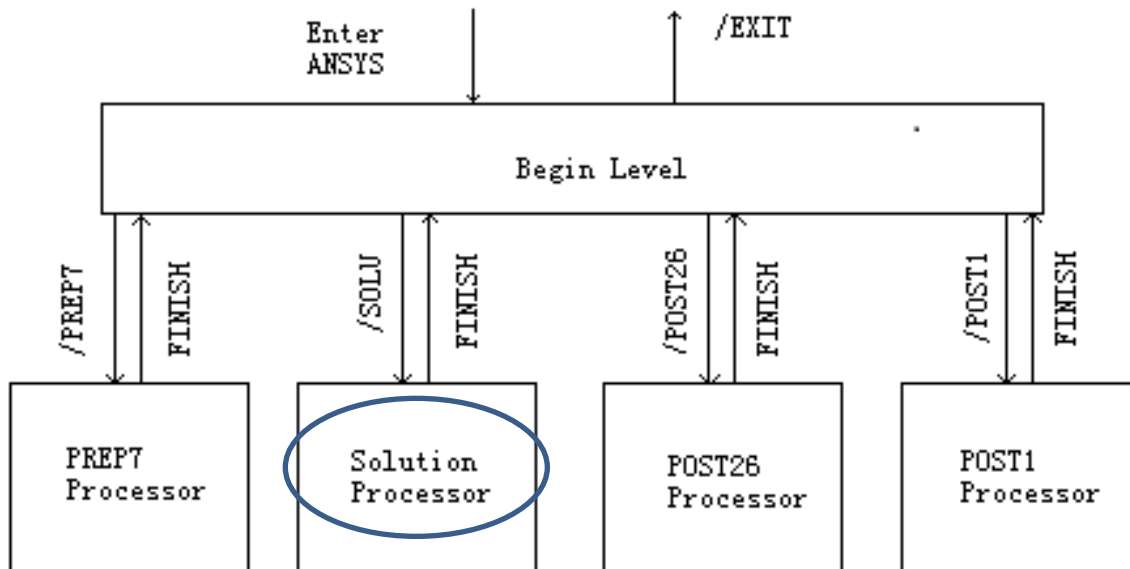 Enter
ANSYS
/EXIT
Begin Level
/PREP7
FINISH
/SOLU
FINISH
/POST26
FINISH
/POST1
FINISH
PREP7
Processor
Solution
Processor
POST26
Processor
POST1
Processor